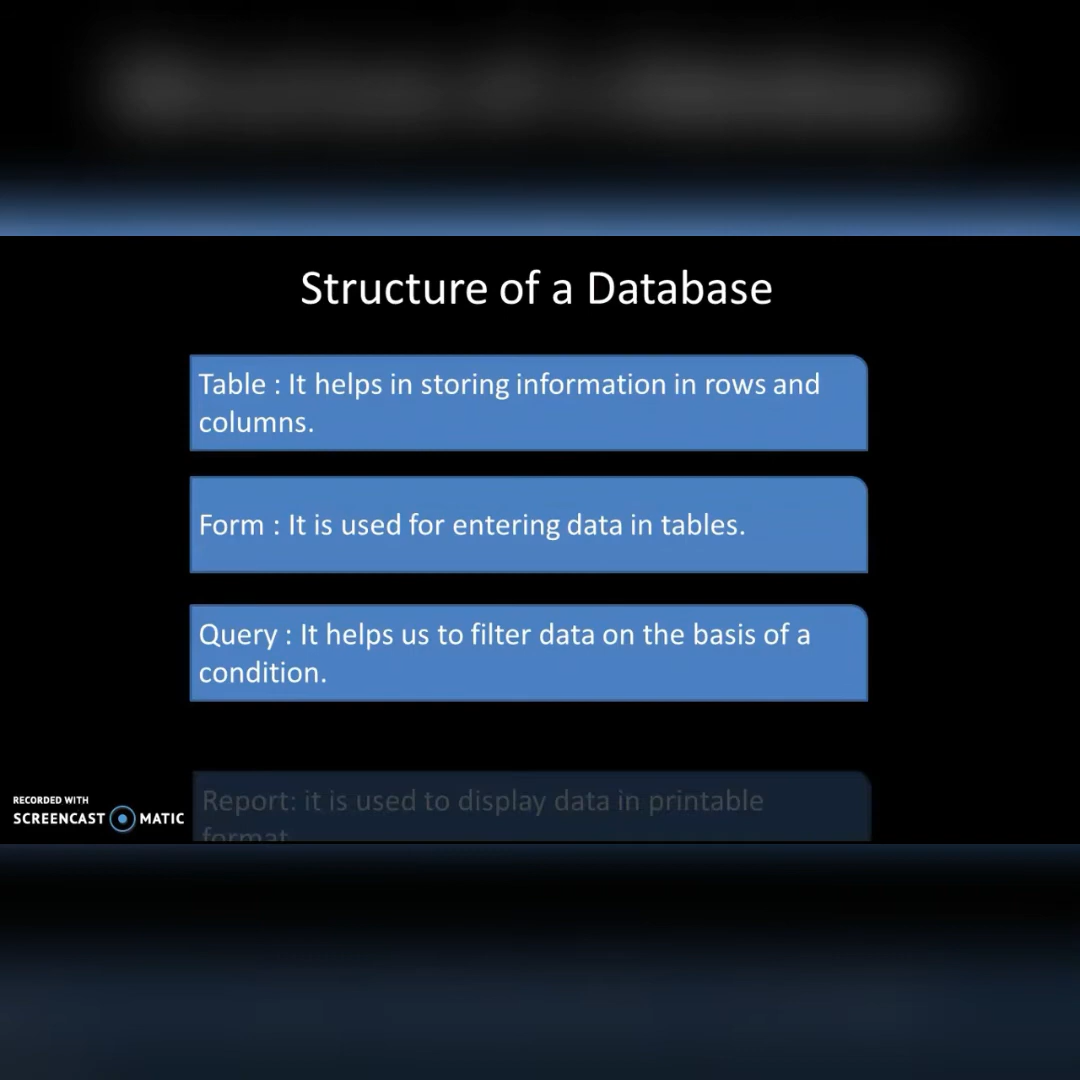 Structure of a Database
Table : It helps in storing information in rows and
columns.
Form : It is used for entering data in tables.
Query : It helps us to filter data on the basis of a
condition.
Report: it is used to display data in printable
format
RECORDED WITH
SCREENCAST MATIC